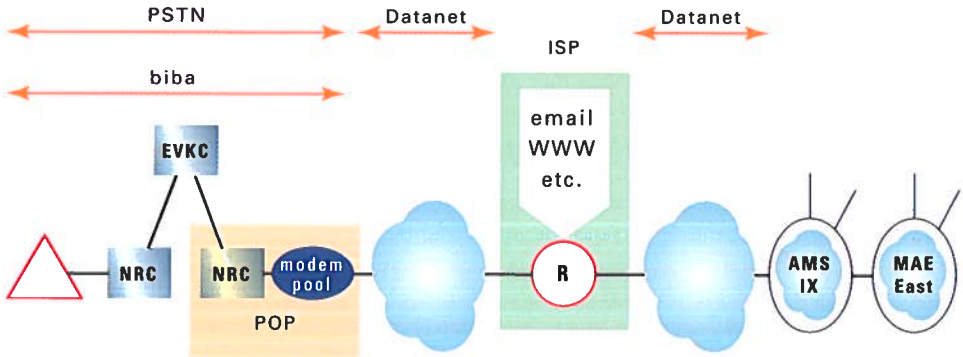 PSTN
Datanet
Datanet
ISP
biba
email
WWW
etc.
EVKC
NRC
NRC
modem
pool
POP
R
AMS
IX
MAE
East